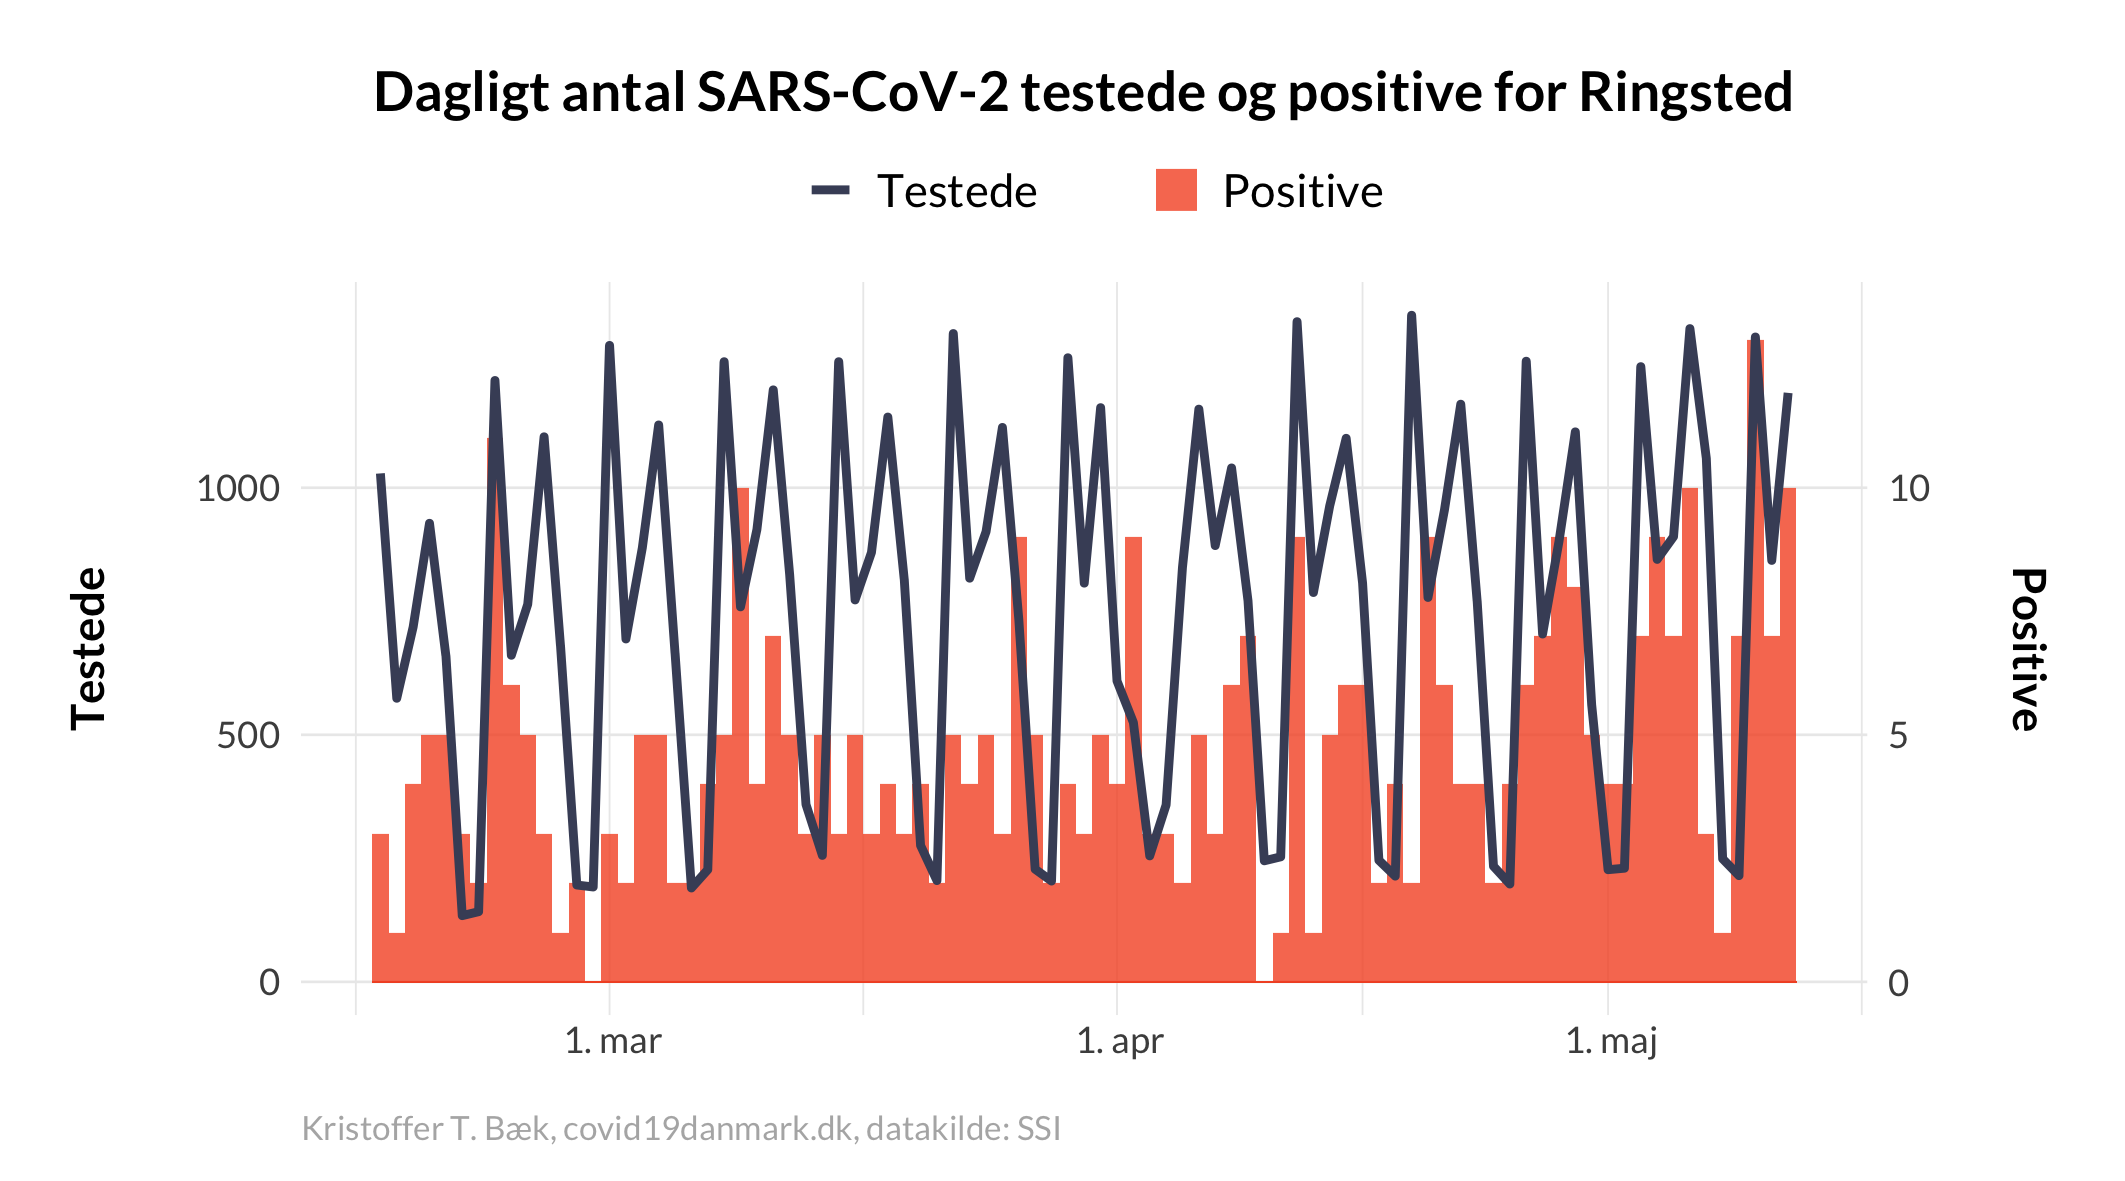 Dagligt antal SARS-CoV-2 testede og positive for Ringsted
Testede
Positive
1000
500
0
10
5
0
Testede
Positive
1. mar
1. apr
1. maj
Kristoffer T. Bæk, covid19danmark.dk, datakilde: SSI